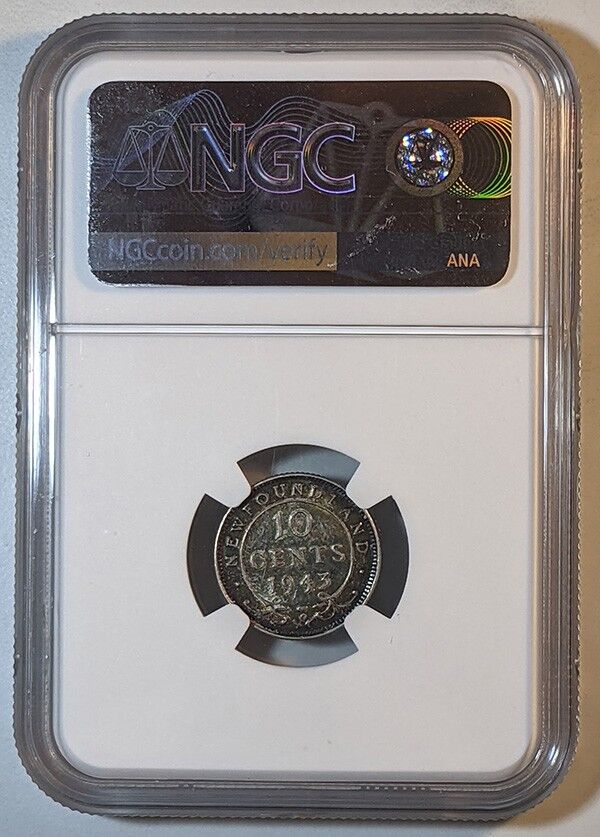 NGC
NGCcoin.com/verify
ANA
NEWFOUNDLAND
10
CENTS
1943